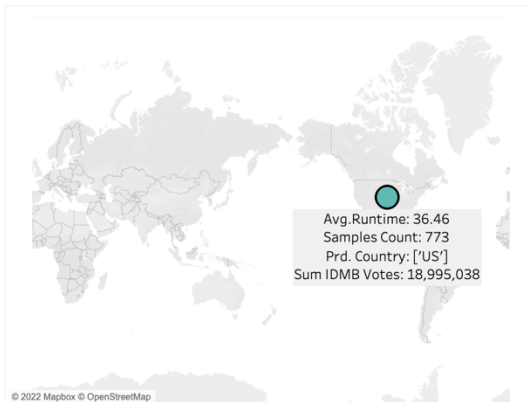 Avg.Runtime: 36.46
Samples Count: 773
Prd. Country: ['US']
Sum IDMB Votes: 18,995,038
© 2022 Mapbox © OpenStreetMap